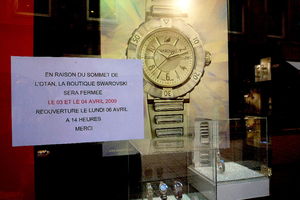 EN RAISON DU SOMMET DE
L'OTAN, LA BOUTIQUE SWAROVSKI
SERA FERMEE
LE 03 ET LE 04 AVRIL 2009
REOUVERTURE LE LUNDI 06 AVRIL
A 14 HEURES
MERCI